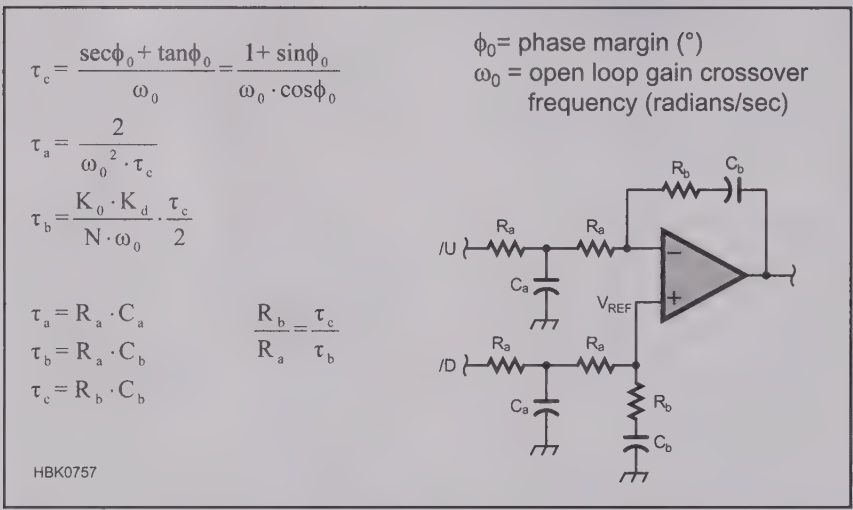 τc = secϕ0 + tanϕ0 / ω0 = 1+ sinϕ0 / ω0 · cosϕ0
τa = 2 / ω0² · τc
τb = K0 · Kd / N · ω0 · τc / 2
τa = Ra · Ca
τb = Ra · Cb
τc = Rb · Cb
Rb / Ra = τc / τb
HBK0757
ϕ0 = phase margin (°)
ω0 = open loop gain crossover
frequency (radians/sec)
Rb
Cb
/U
Ra
Ra
Ca
−
VREF
+
/D
Ra
Ra
Ca
Rb
Cb